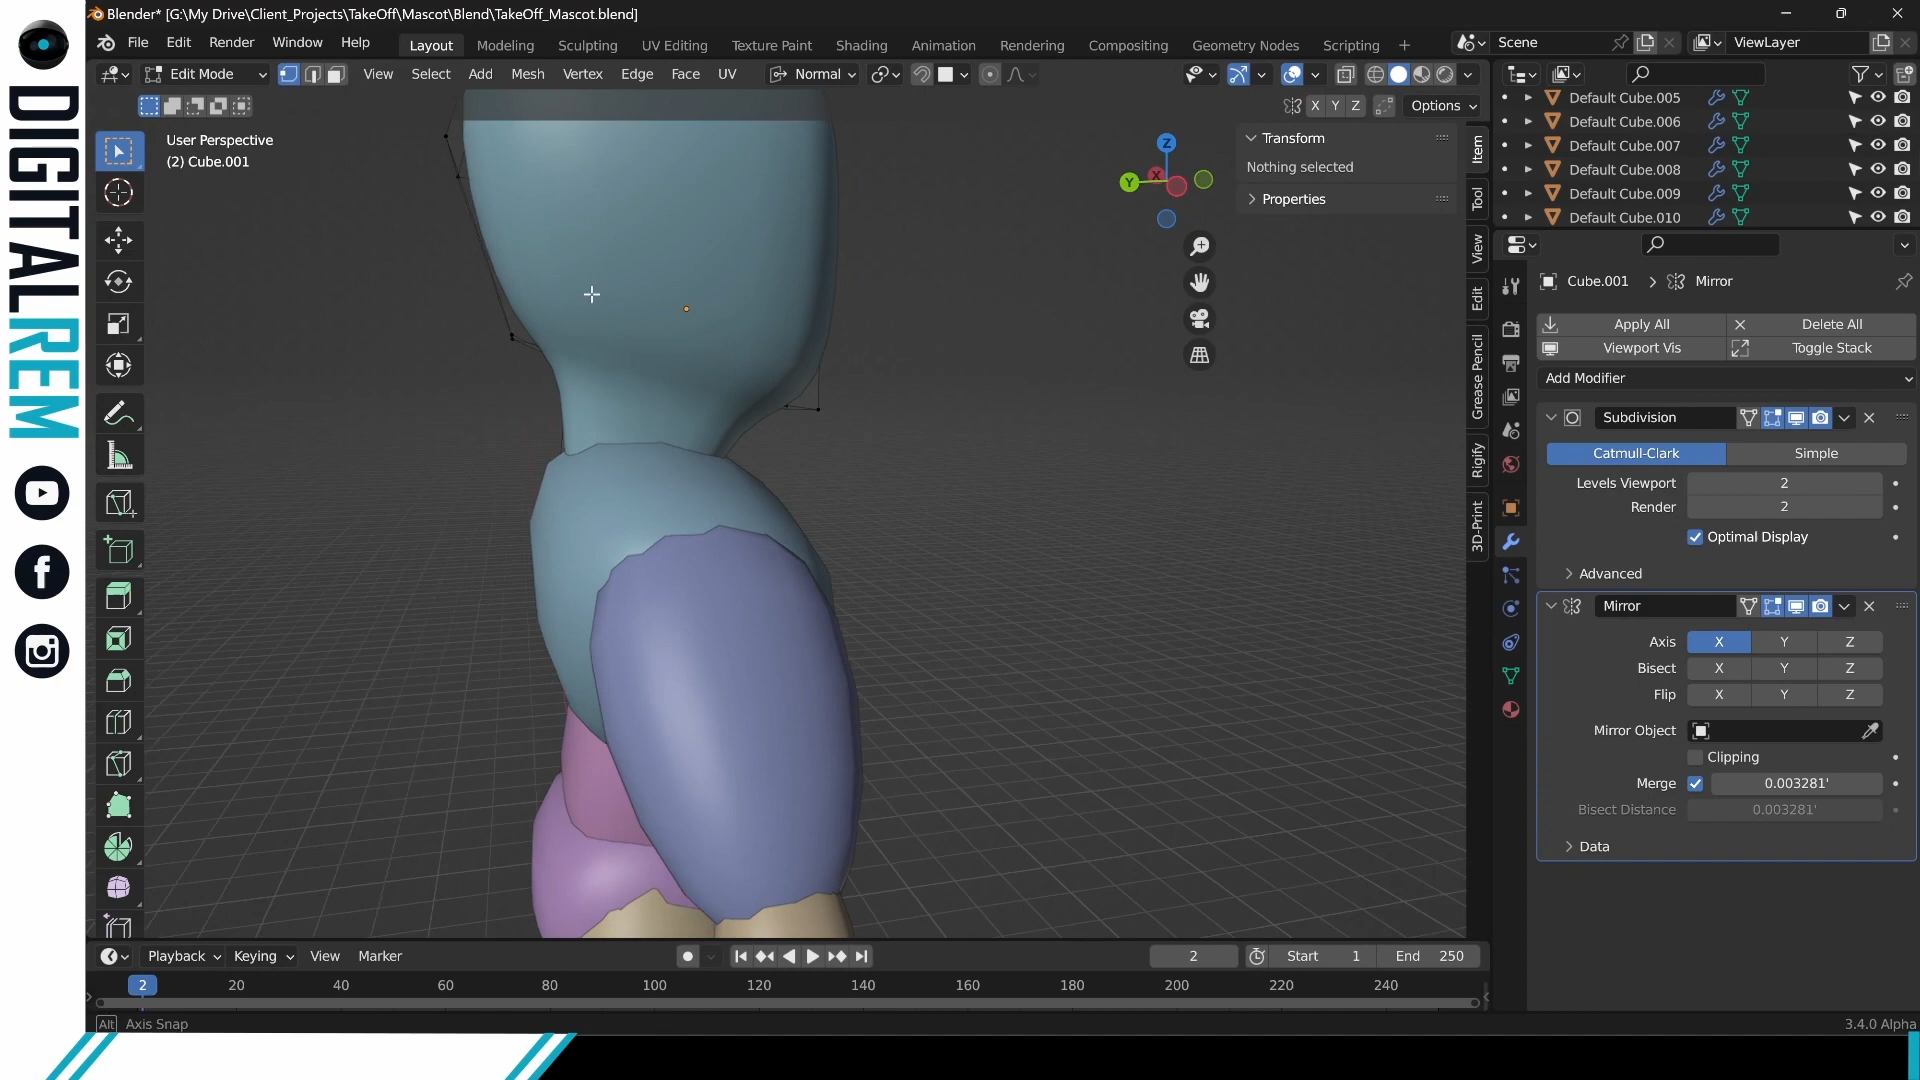 DIGITALREM
Blender* [G:\My Drive\Client_Projects\TakeOff\Mascot\Blend\TakeOff_Mascot.blend]
File Edit Render Window Help Layout Modeling Sculpting UV Editing Texture Paint Shading Animation Rendering Compositing Geometry Nodes Scripting + Scene ViewLayer
Edit Mode View Select Add Mesh Vertex Edge Face UV Normal
X Y Z Options
User Perspective
(2) Cube.001
Z
Y
X
Transform
Nothing selected
Properties
Item
Tool
View
Edit
Grease Pencil
Rigify
3D-Print
Default Cube.005
Default Cube.006
Default Cube.007
Default Cube.008
Default Cube.009
Default Cube.010
Cube.001 > Mirror
Apply All Delete All
Viewport Vis Toggle Stack
Add Modifier
Subdivision
Catmull-Clark Simple
Levels Viewport 2
Render 2
Optimal Display
Advanced
Mirror
Axis X Y Z
Bisect X Y Z
Flip X Y Z
Mirror Object
Clipping
Merge 0.003281'
Bisect Distance 0.003281'
Data
Playback Keying View Marker 2 Start 1 End 250
2 20 40 60 80 100 120 140 160 180 200 220 240
Alt Axis Snap
3.4.0 Alpha